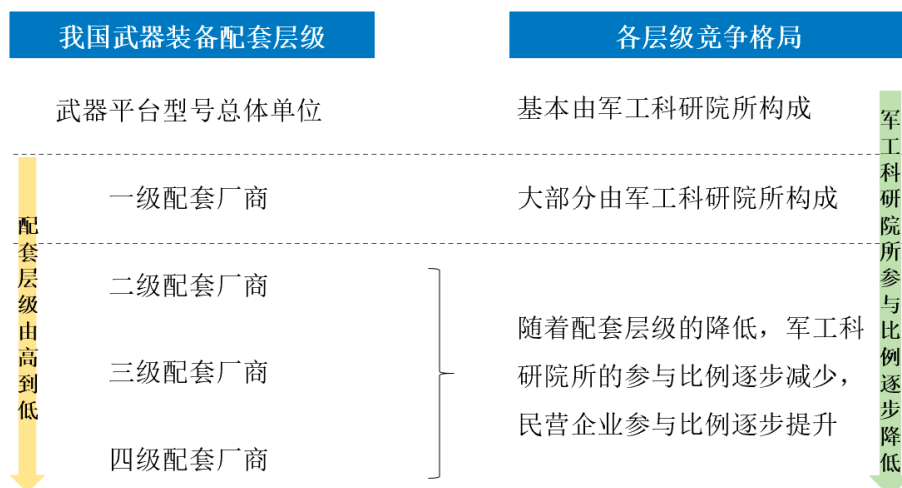 我国武器装备配套层级
各层级竞争格局
武器平台型号总体单位
基本由军工科研院所构成
一级配套厂商
大部分由军工科研院所构成
二级配套厂商
三级配套厂商
四级配套厂商
随着配套层级的降低，军工科
研院所的参与比例逐步减少，
民营企业参与比例逐步提升
配套层级由高到低
军工科研院所参与比例逐步降低